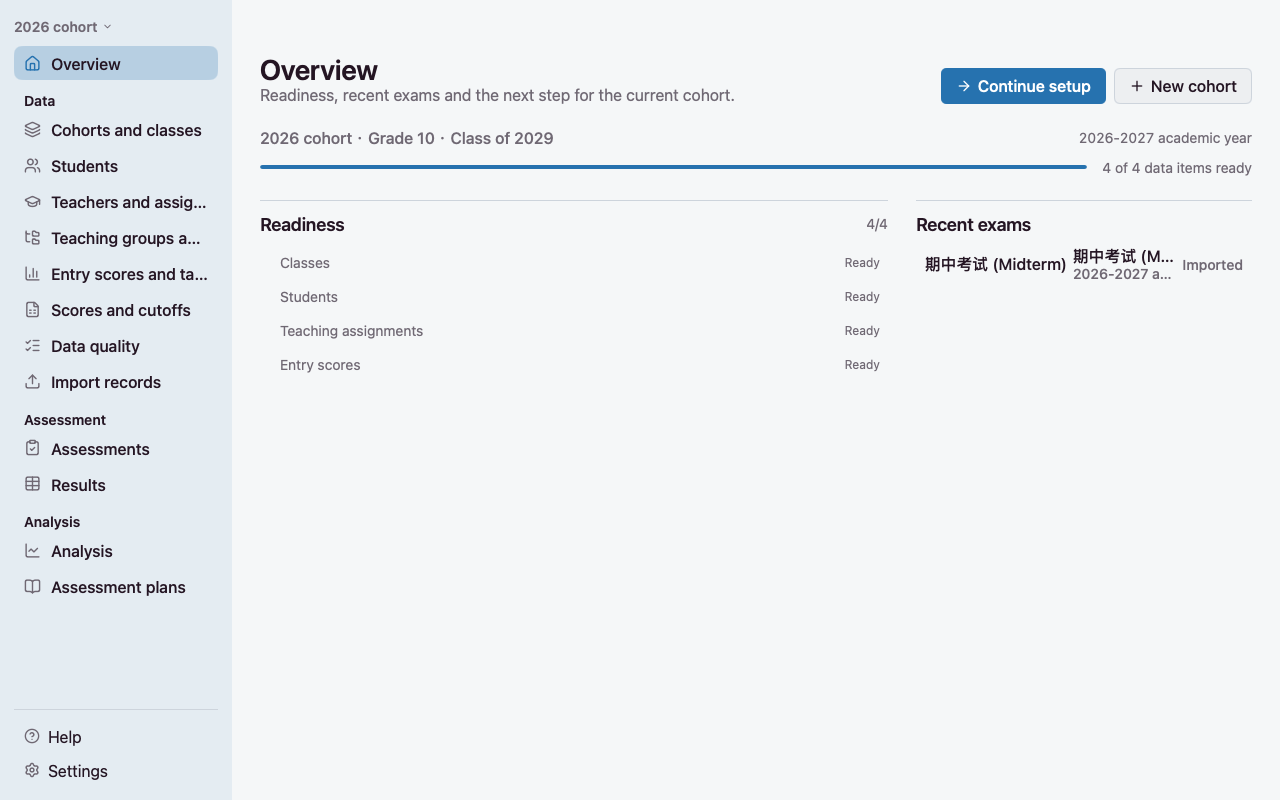 2026 cohort
Overview
Data
Cohorts and classes
Students
Teachers and assig...
Teaching groups a...
Entry scores and ta...
Scores and cutoffs
Data quality
Import records
Assessment
Assessments
Results
Analysis
Analysis
Assessment plans
Help
Settings
Overview
Readiness, recent exams and the next step for the current cohort.
Continue setup
New cohort
2026 cohort · Grade 10 · Class of 2029
2026-2027 academic year
4 of 4 data items ready
Readiness
4/4
Classes
Ready
Students
Ready
Teaching assignments
Ready
Entry scores
Ready
Recent exams
期中考试 (Midterm)
期中考试 (M...
2026-2027 a...
Imported